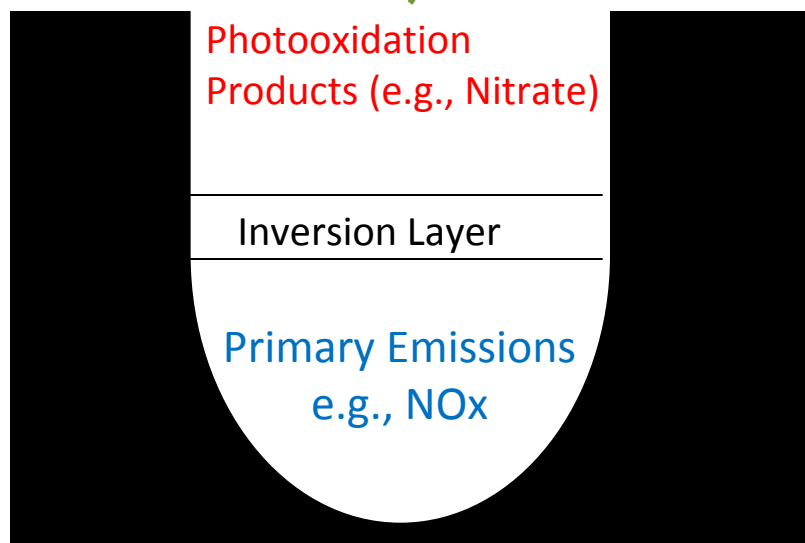 Photooxidation
Products (e.g., Nitrate)
Inversion Layer
Primary Emissions
e.g., NOx